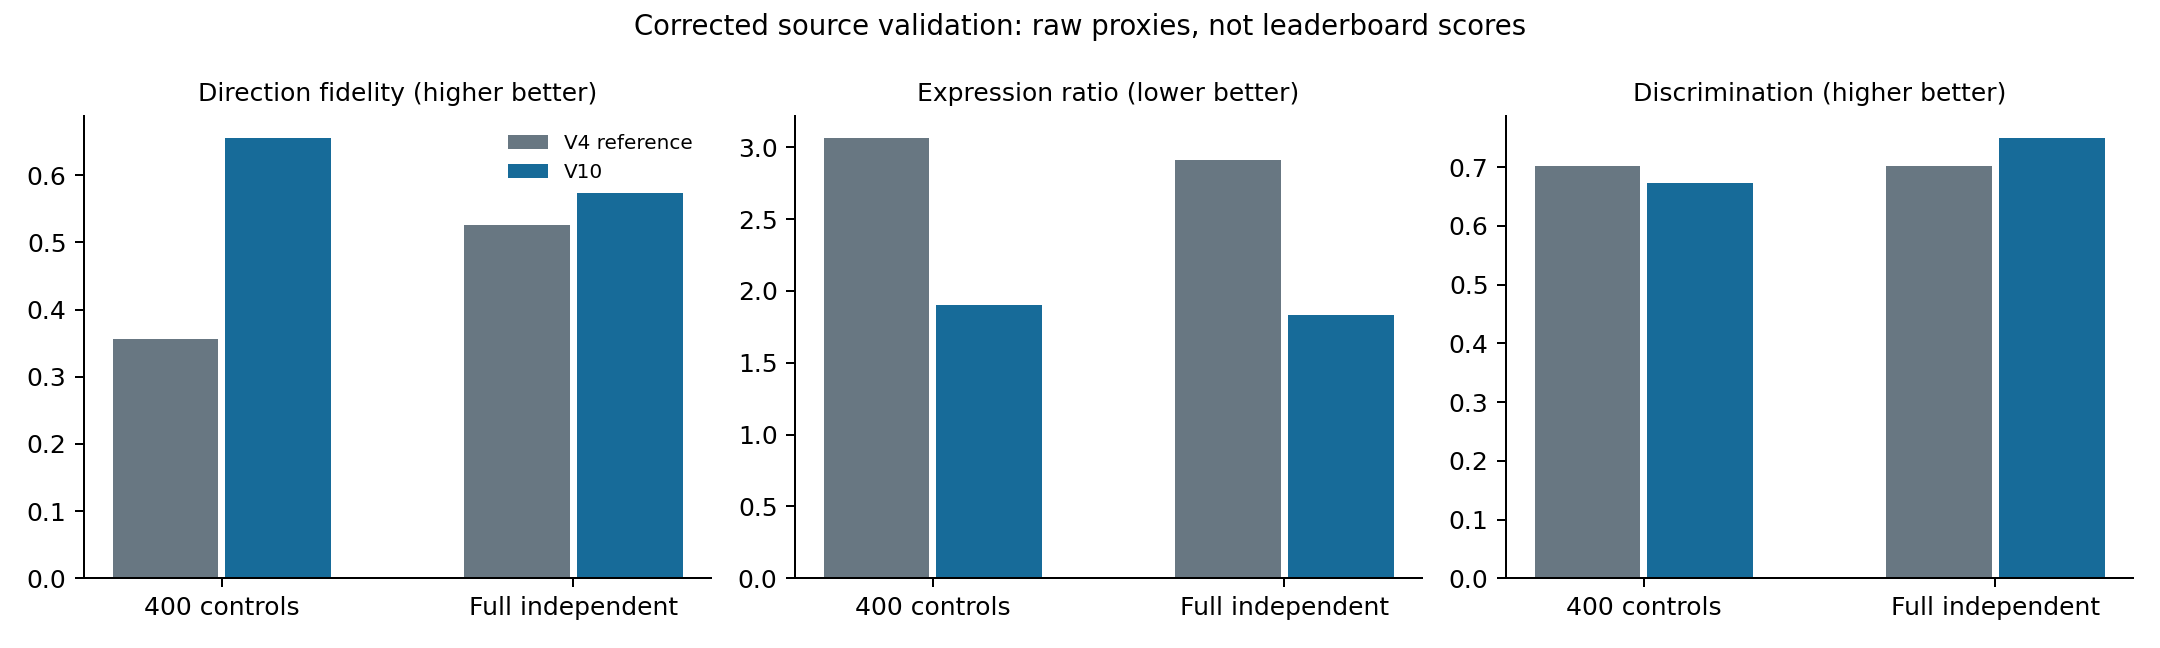 Corrected source validation: raw proxies, not leaderboard scores
Direction fidelity (higher better)
V4 reference
V10
0.6
0.5
0.4
0.3
0.2
0.1
0.0
400 controls
Full independent
Expression ratio (lower better)
3.0
2.5
2.0
1.5
1.0
0.5
0.0
400 controls
Full independent
Discrimination (higher better)
0.7
0.6
0.5
0.4
0.3
0.2
0.1
0.0
400 controls
Full independent